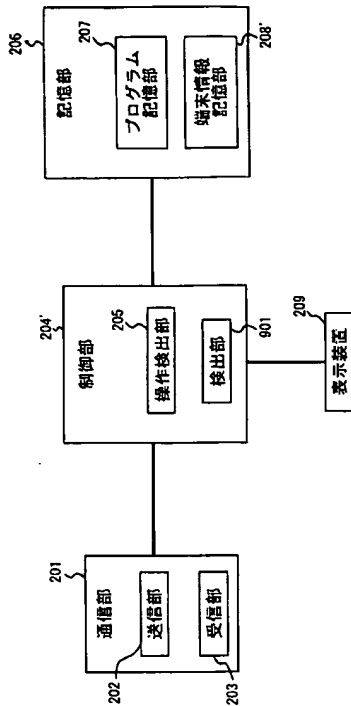 201
通信部
202
送信部
受信部
203
204'
制御部
205
操作検出部
検出部
901
209
表示装置
206
記憶部
207
プログラム
記憶部
端末情報
記憶部
208'